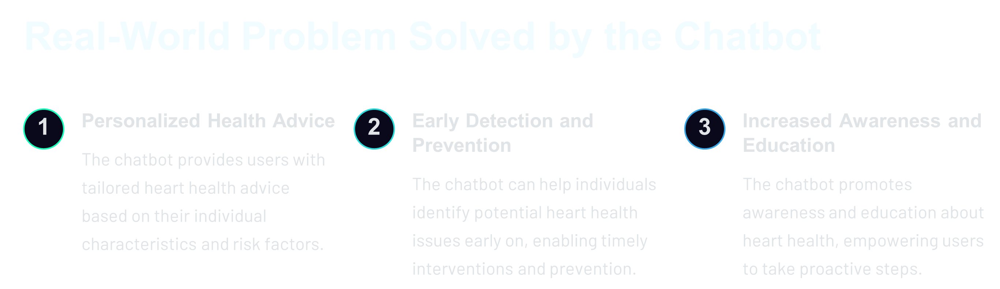 Real-World Problem Solved by the Chatbot
1
Personalized Health Advice
The chatbot provides users with
tailored heart health advice
based on their individual
characteristics and risk factors.
2
Early Detection and
Prevention
The chatbot can help individuals
identify potential heart health
issues early on, enabling timely
interventions and prevention.
3
Increased Awareness and
Education
The chatbot promotes
awareness and education about
heart health, empowering users
to take proactive steps.